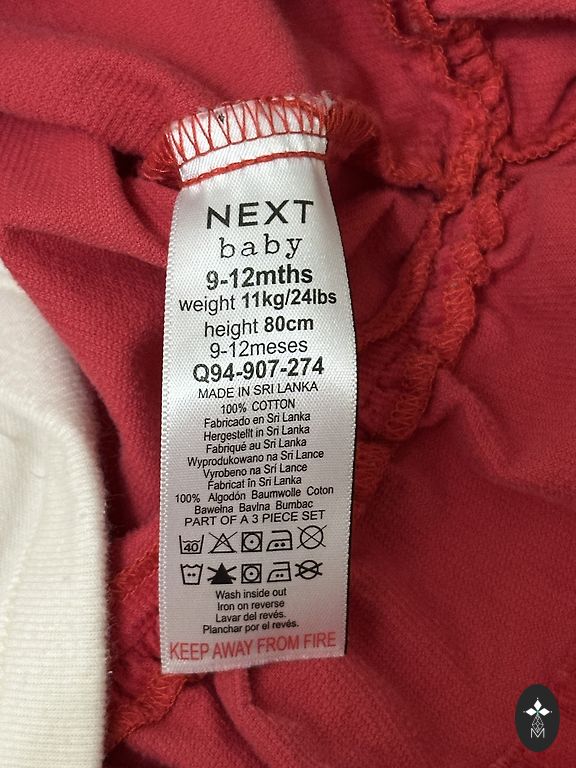 NEXT
baby
9-12mths
weight 11kg/24lbs
height 80cm
9-12meses
Q94-907-274
MADE IN SRI LANKA
100% COTTON
Fabricado en Sri Lanka
Hergestellt in Sri Lanka
Fabriqué au Sri Lanka
Wyprodukowano na Sri Lance
Vyrobeno na Srí Lance
Fabricat în Sri Lanka
100% Algodón Baumwolle Coton
Bawełna Bavlna Bumbac
PART OF A 3 PIECE SET
40
Wash inside out
Iron on reverse
Lavar del revés.
Planchar por el revés.
KEEP AWAY FROM FIRE
M